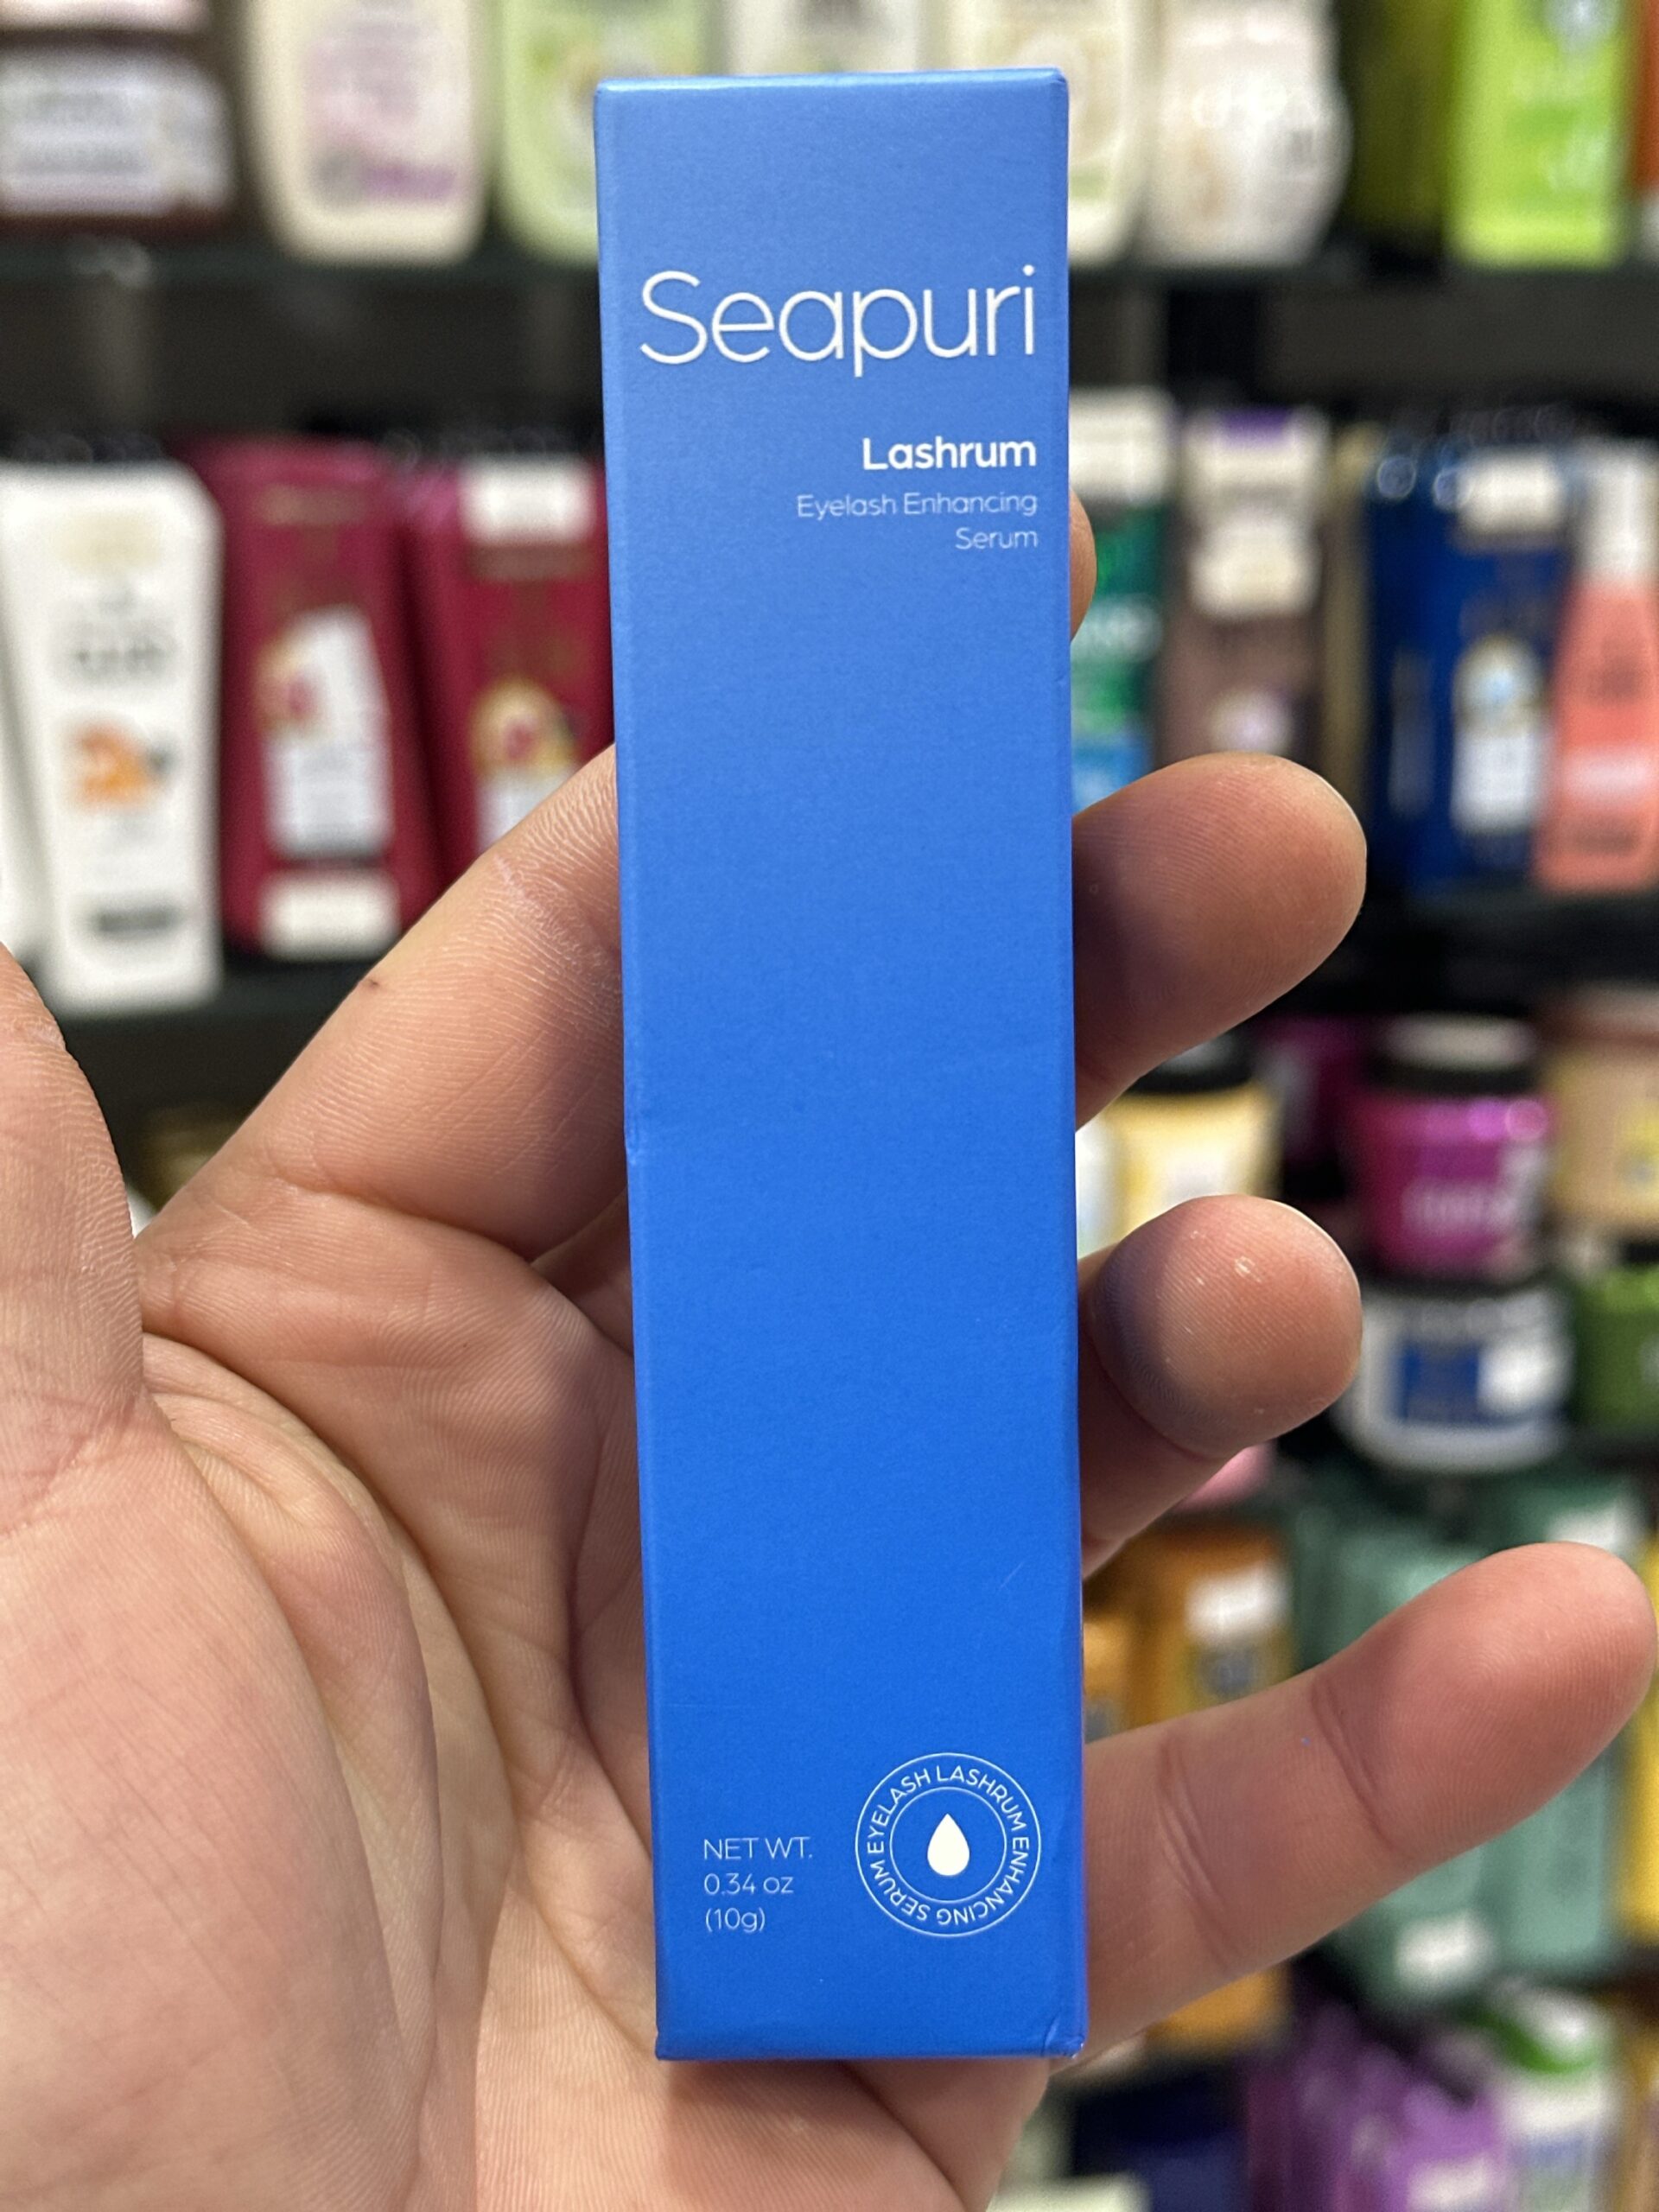 Seapuri
Lashrum
Eyelash Enhancing
Serum
NET WT.
0.34 oz
(10g)
EYELASH LASHRUM ENHANCING SERUM